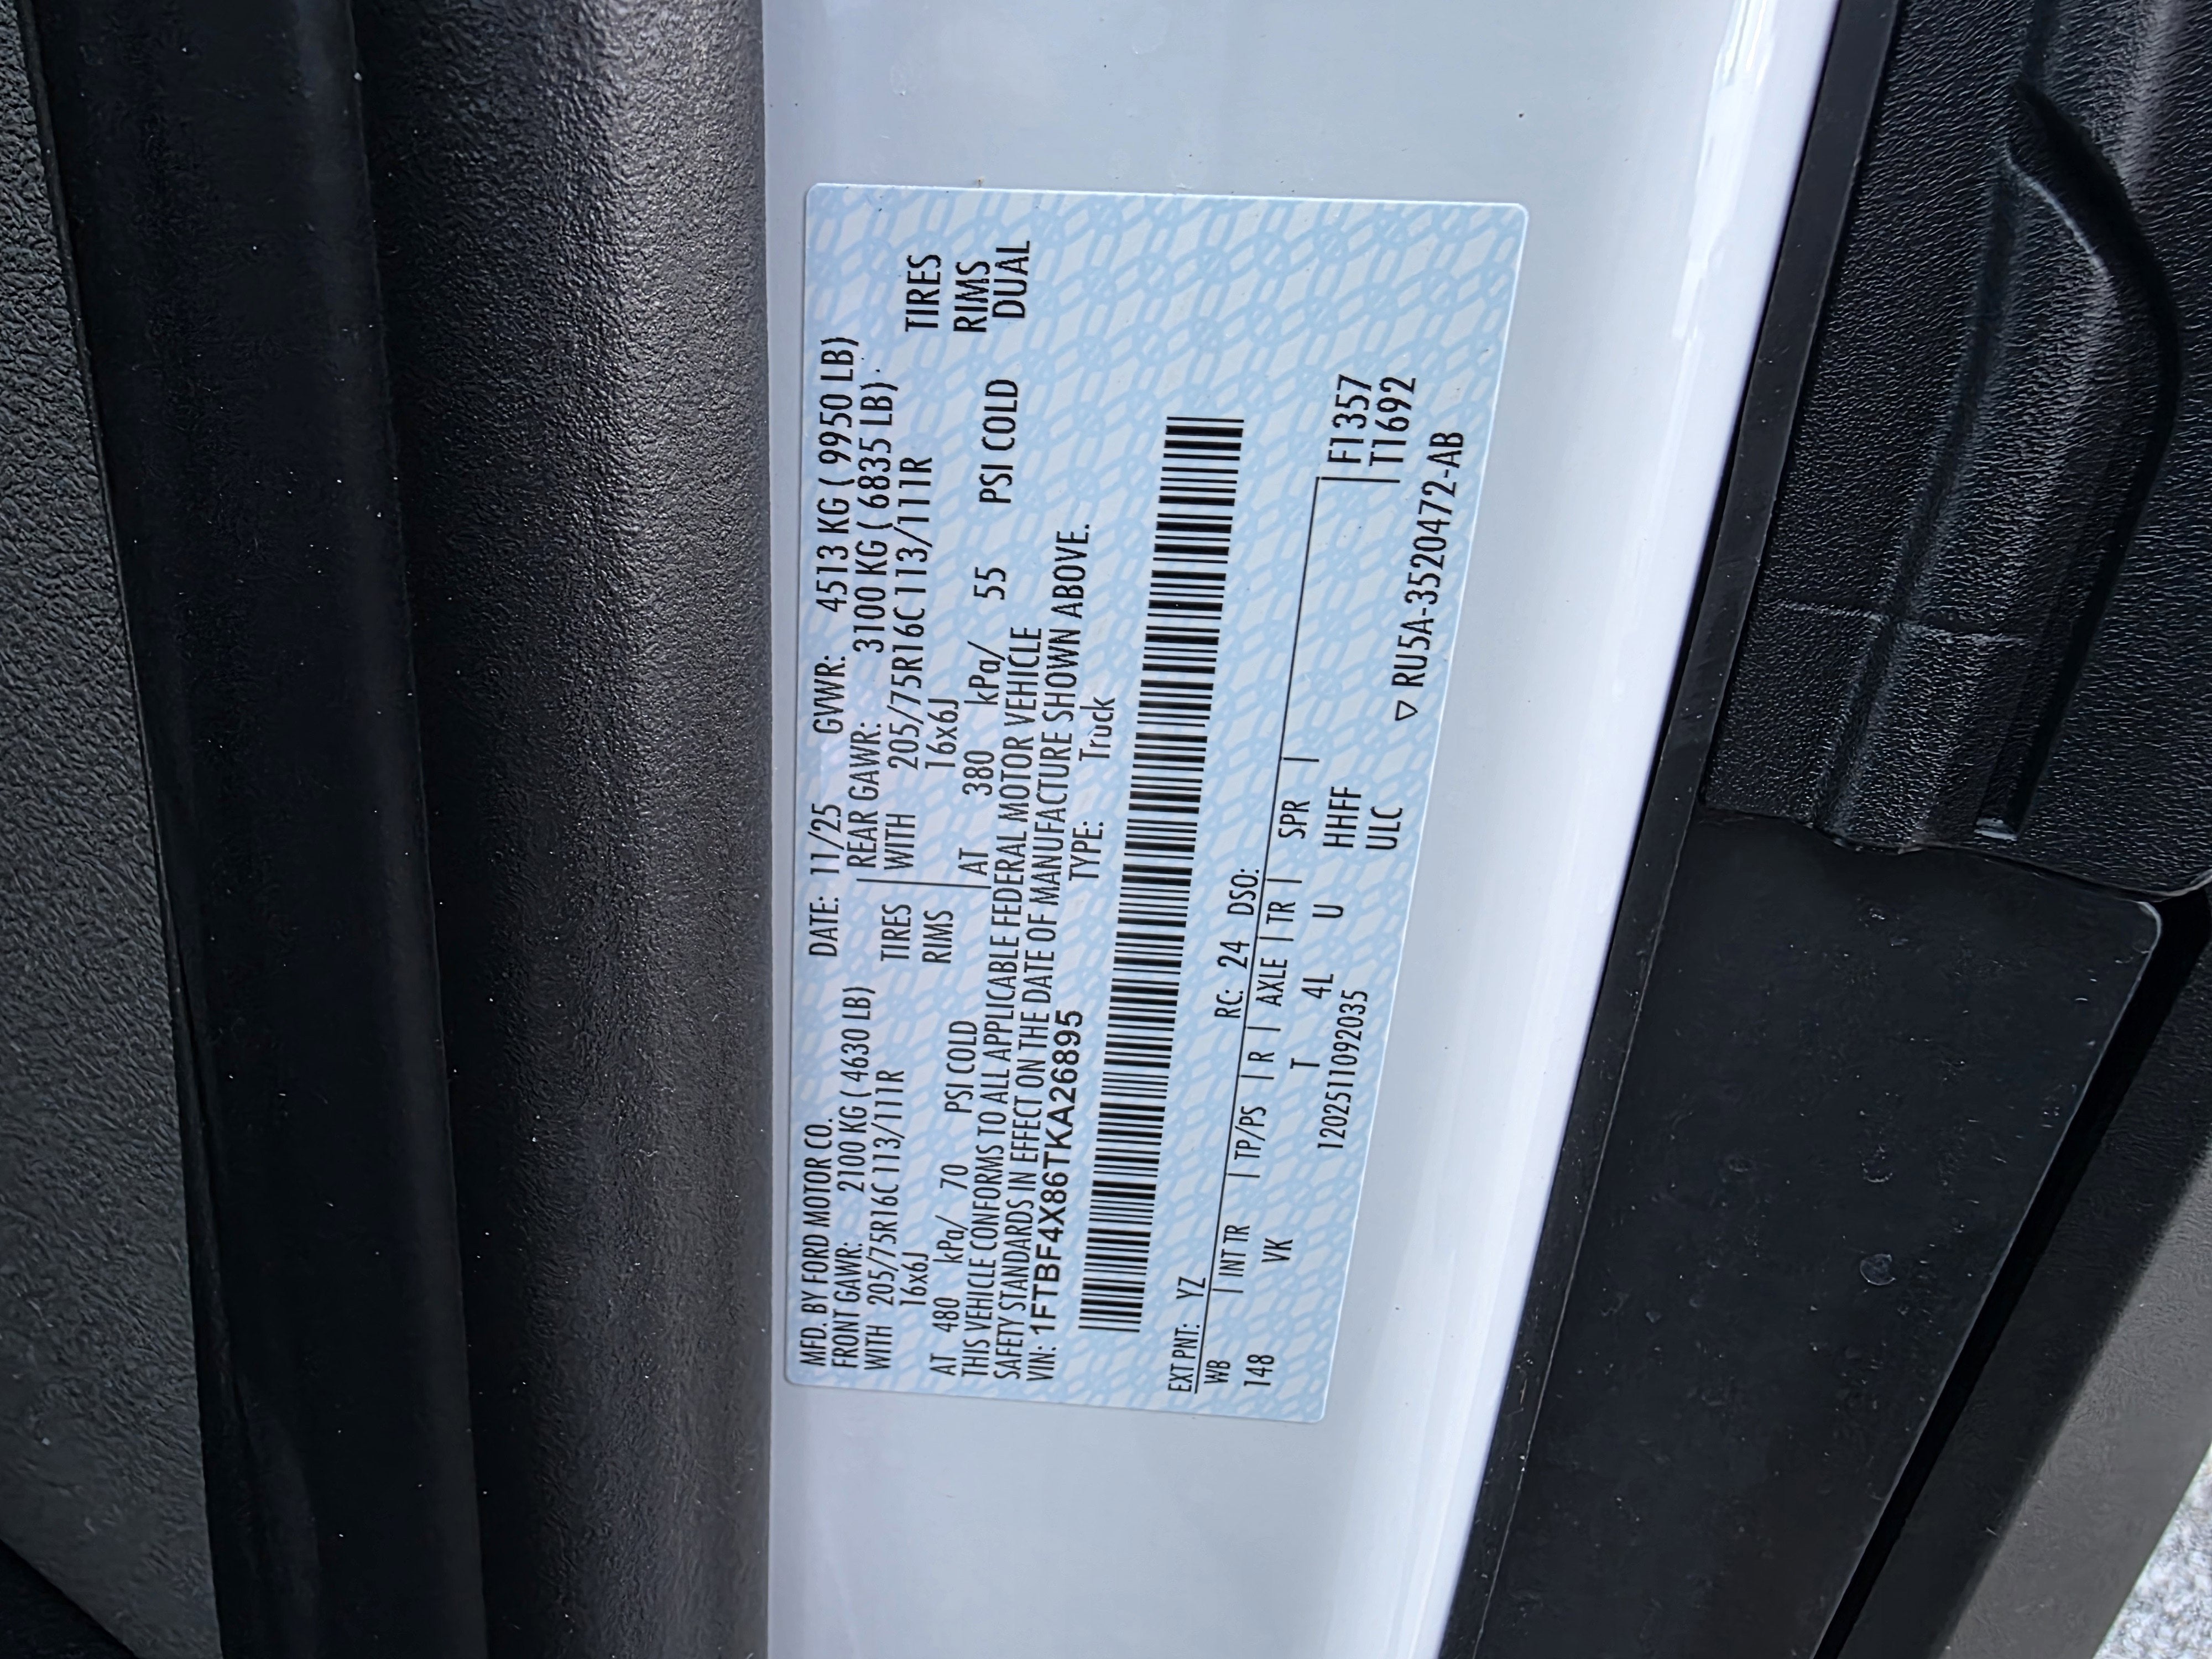 MFD. BY FORD MOTOR CO. DATE: 11/25 GVWR: 4513 KG ( 9950 LB)
FRONT GAWR: 2100 KG ( 4630 LB) REAR GAWR: 3100 KG ( 6835 LB)
WITH 205/75R16C 113/111R TIRES WITH 205/75R16C 113/111R TIRES
16x6J RIMS 16x6J RIMS
AT 480 kPa/ 70 PSI COLD AT 380 kPa/ 55 PSI COLD DUAL
THIS VEHICLE CONFORMS TO ALL APPLICABLE FEDERAL MOTOR VEHICLE
SAFETY STANDARDS IN EFFECT ON THE DATE OF MANUFACTURE SHOWN ABOVE.
VIN: 1FTBF4X86TKA26895 TYPE: Truck
EXT PNT: YZ RC: 24 DSO:
WB | INT TR | TP/PS | R | AXLE | TR | SPR |
148 VK T 4L U HHFF F1357
12025110920​35 ULC T1692
▽ RU5A-3520472-AB